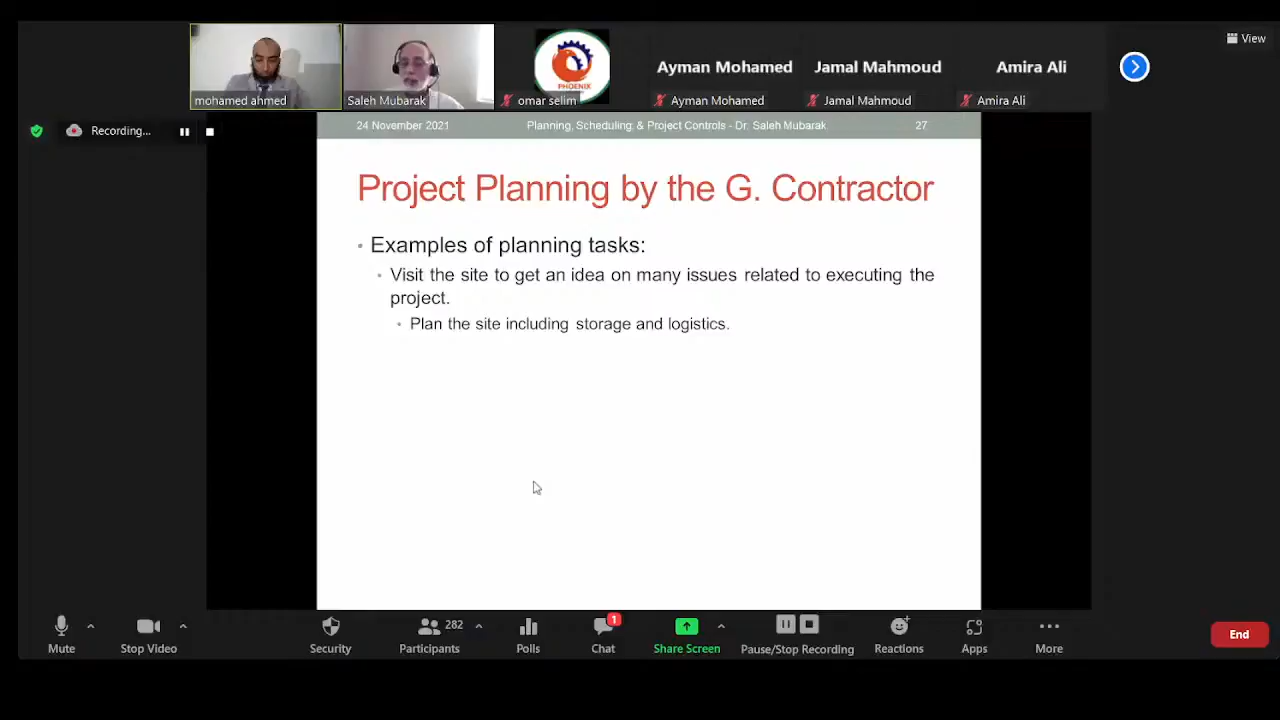 View
Ayman Mohamed
Jamal Mahmoud
Amira Ali
PHOENIX
mohamed ahmed
Saleh Mubarak
omar selim
Ayman Mohamed
Jamal Mahmoud
Amira Ali
Recording...
24 November 2021
Planning, Scheduling, & Project Controls - Dr. Saleh Mubarak
27
Project Planning by the G. Contractor
• Examples of planning tasks:
• Visit the site to get an idea on many issues related to executing the
project.
• Plan the site including storage and logistics.
Mute
Stop Video
Security
282
Participants
Polls
1
Chat
Share Screen
Pause/Stop Recording
Reactions
Apps
More
End